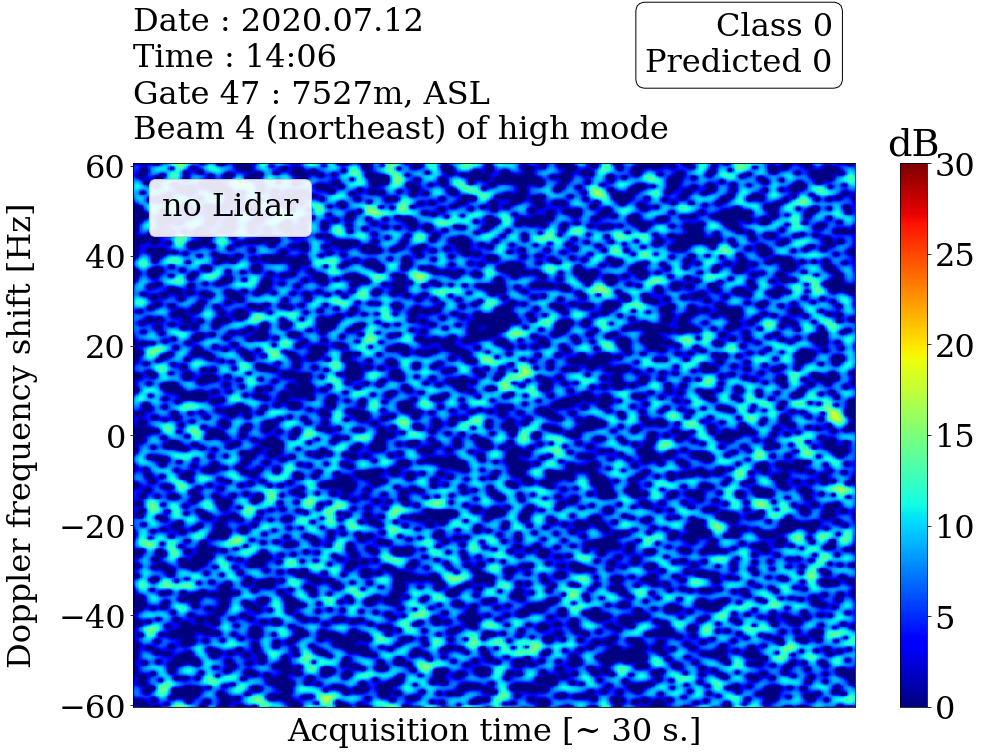 Date : 2020.07.12
Time : 14:06
Gate 47 : 7527m, ASL
Beam 4 (northeast) of high mode
Class 0
Predicted 0
dB
no Lidar
Doppler frequency shift [Hz]
60
40
20
0
−20
−40
−60
30
25
20
15
10
5
0
Acquisition time [~ 30 s.]